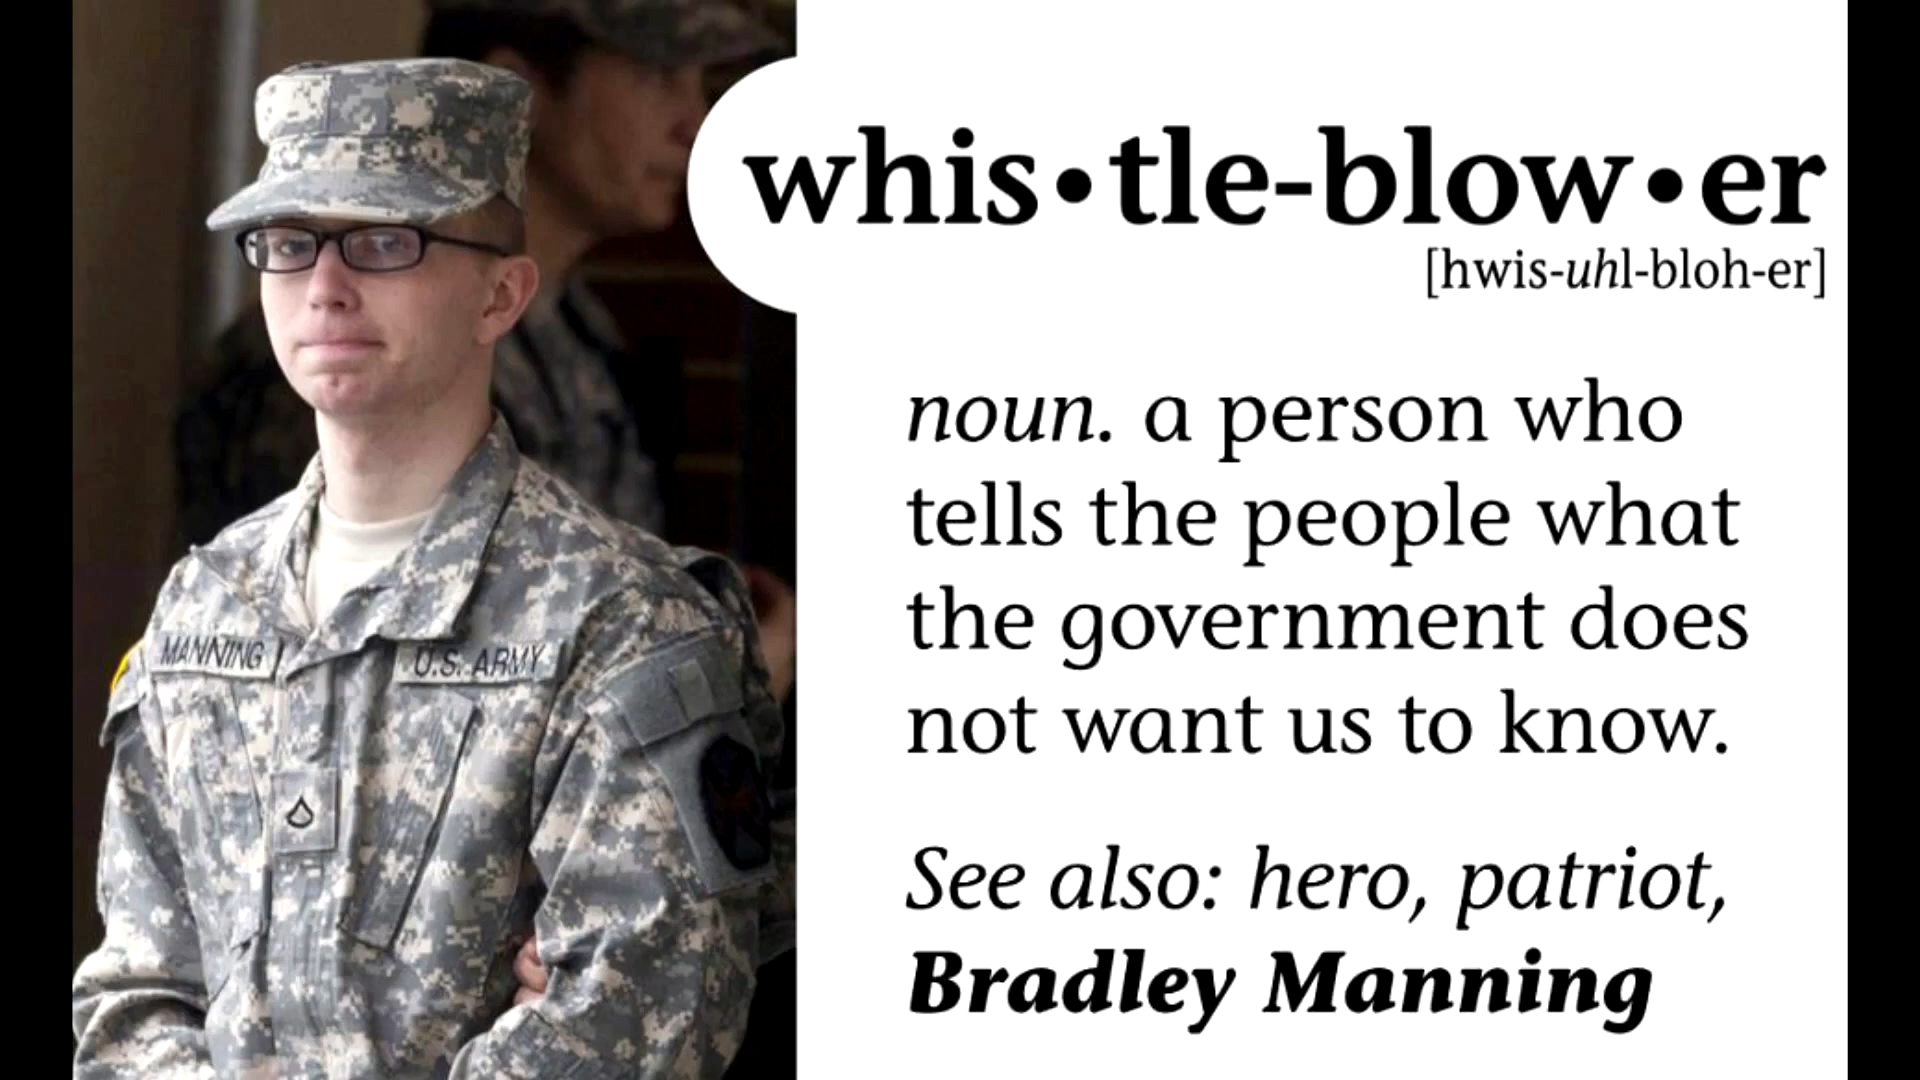 whis•tle-blow•er
[hwis-uhl-bloh-er]
noun. a person who
tells the people what
the government does
not want us to know.
See also: hero, patriot,
Bradley Manning
MANNING
U.S. ARMY